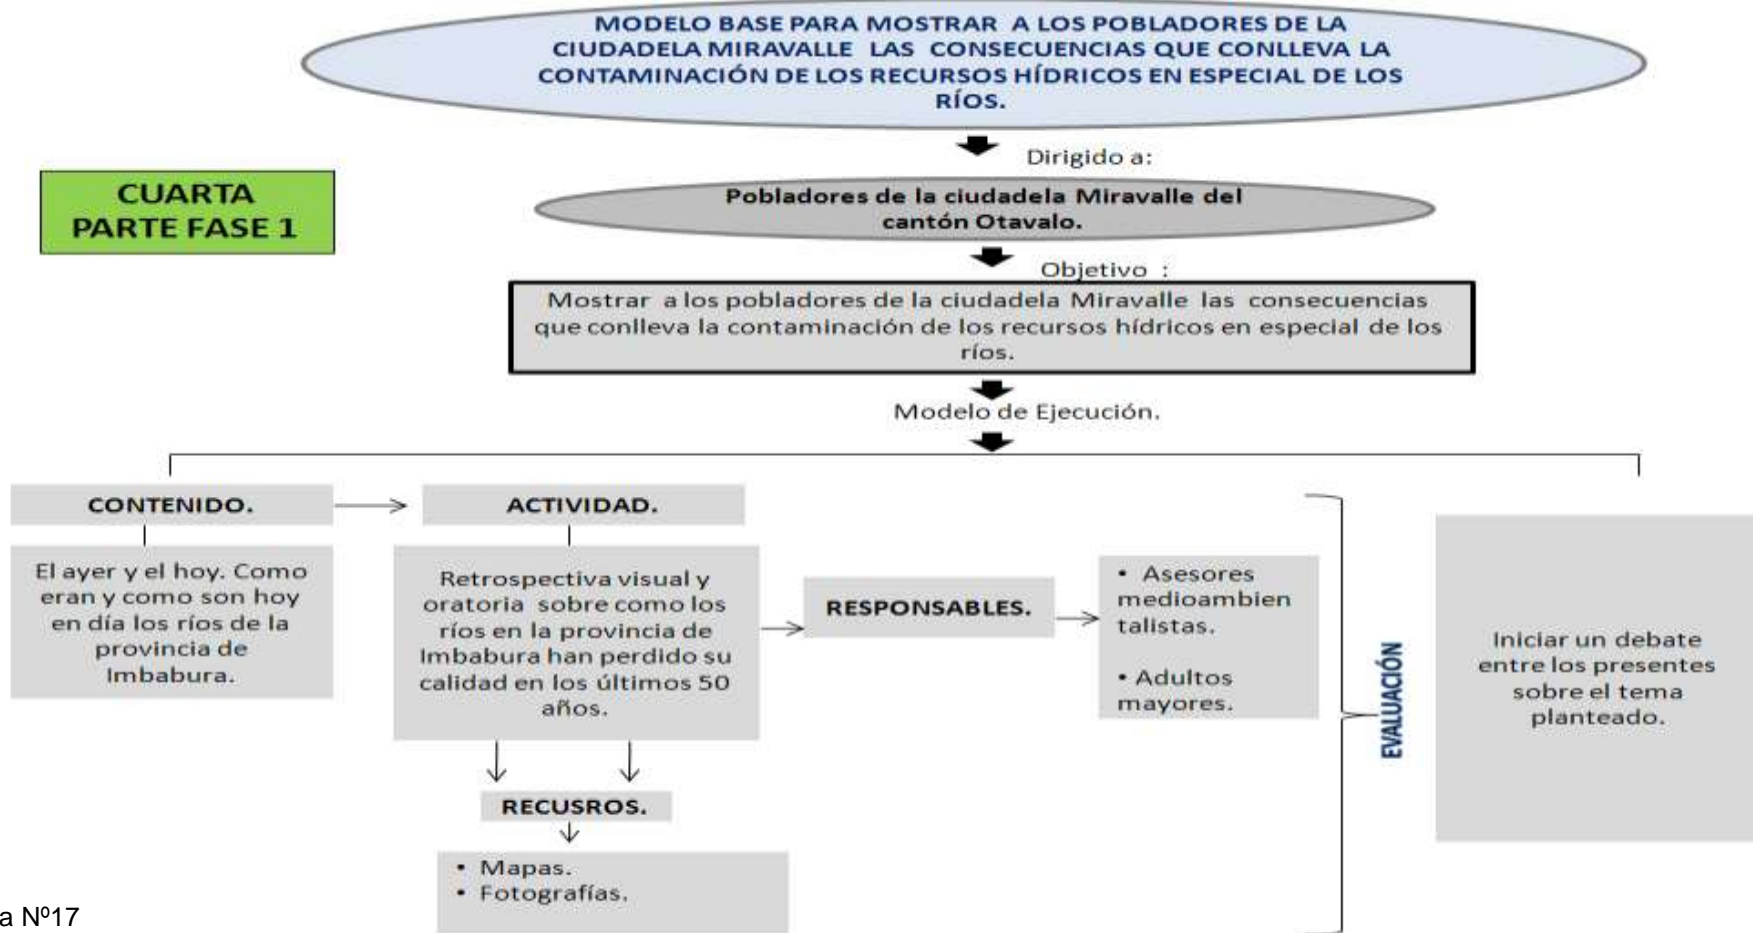 MODELO BASE PARA MOSTRAR A LOS POBLADORES DE LA
CIUDADELA MIRAVALLE LAS CONSECUENCIAS QUE CONLLEVA LA
CONTAMINACIÓN DE LOS RECURSOS HÍDRICOS EN ESPECIAL DE LOS
RÍOS.
Dirigido a:
CUARTA
PARTE FASE 1
Pobladores de la ciudadela Miravalle del
cantón Otavalo.
Objetivo :
Mostrar a los pobladores de la ciudadela Miravalle las consecuencias
que conlleva la contaminación de los recursos hídricos en especial de los
ríos.
Modelo de Ejecución.
CONTENIDO.
El ayer y el hoy. Como
eran y como son hoy
en día los ríos de la
provincia de
Imbabura.
ACTIVIDAD.
Retrospectiva visual y
oratoria sobre como los
ríos en la provincia de
Imbabura han perdido su
calidad en los últimos 50
años.
RECUSROS.
• Mapas.
• Fotografías.
RESPONSABLES.
• Asesores
medioambien
talistas.
• Adultos
mayores.
EVALUACIÓN
Iniciar un debate
entre los presentes
sobre el tema
planteado.
a Nº17